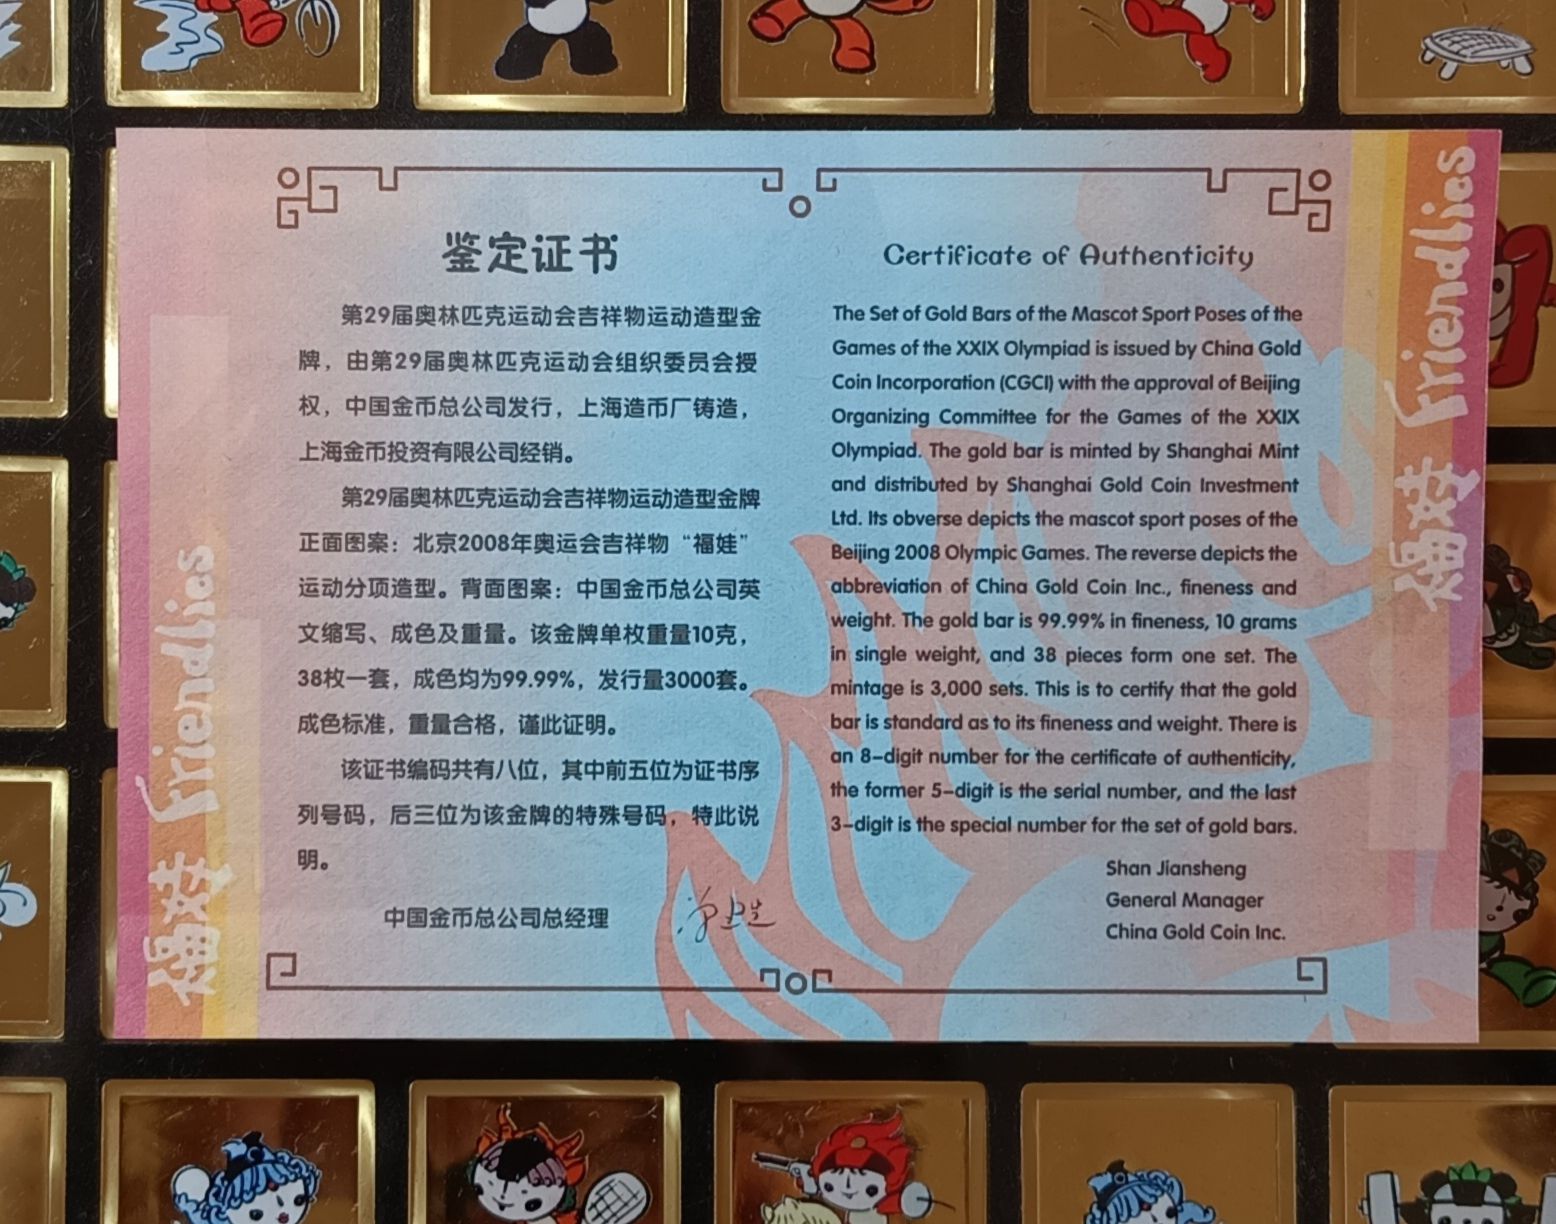 鉴定证书
第29届奥林匹克运动会吉祥物运动造型金
牌，由第29届奥林匹克运动会组织委员会授
权，中国金币总公司发行，上海造币厂铸造，
上海金币投资有限公司经销。
第29届奥林匹克运动会吉祥物运动造型金牌
正面图案：北京2008年奥运会吉祥物“福娃”
运动分项造型。背面图案：中国金币总公司英
文缩写、成色及重量。该金牌单枚重量10克，
38枚一套，成色均为99.99%，发行量3000套。
成色标准，重量合格，谨此证明。
该证书编码共有八位，其中前五位为证书序
列号码，后三位为该金牌的特殊号码，特此说
明。
中国金币总公司总经理
Certificate of Authenticity
The Set of Gold Bars of the Mascot Sport Poses of the
Games of the XXIX Olympiad is issued by China Gold
Coin Incorporation (CGCI) with the approval of Beijing
Organizing Committee for the Games of the XXIX
Olympiad. The gold bar is minted by Shanghai Mint
and distributed by Shanghai Gold Coin Investment
Ltd. Its obverse depicts the mascot sport poses of the
Beijing 2008 Olympic Games. The reverse depicts the
abbreviation of China Gold Coin Inc., fineness and
weight. The gold bar is 99.99% in fineness, 10 grams
in single weight, and 38 pieces form one set. The
mintage is 3,000 sets. This is to certify that the gold
bar is standard as to its fineness and weight. There is
an 8-digit number for the certificate of authenticity,
the former 5-digit is the serial number, and the last
3-digit is the special number for the set of gold bars.
Shan Jiansheng
General Manager
China Gold Coin Inc.
福娃 Friendlies
福娃 Friendlies